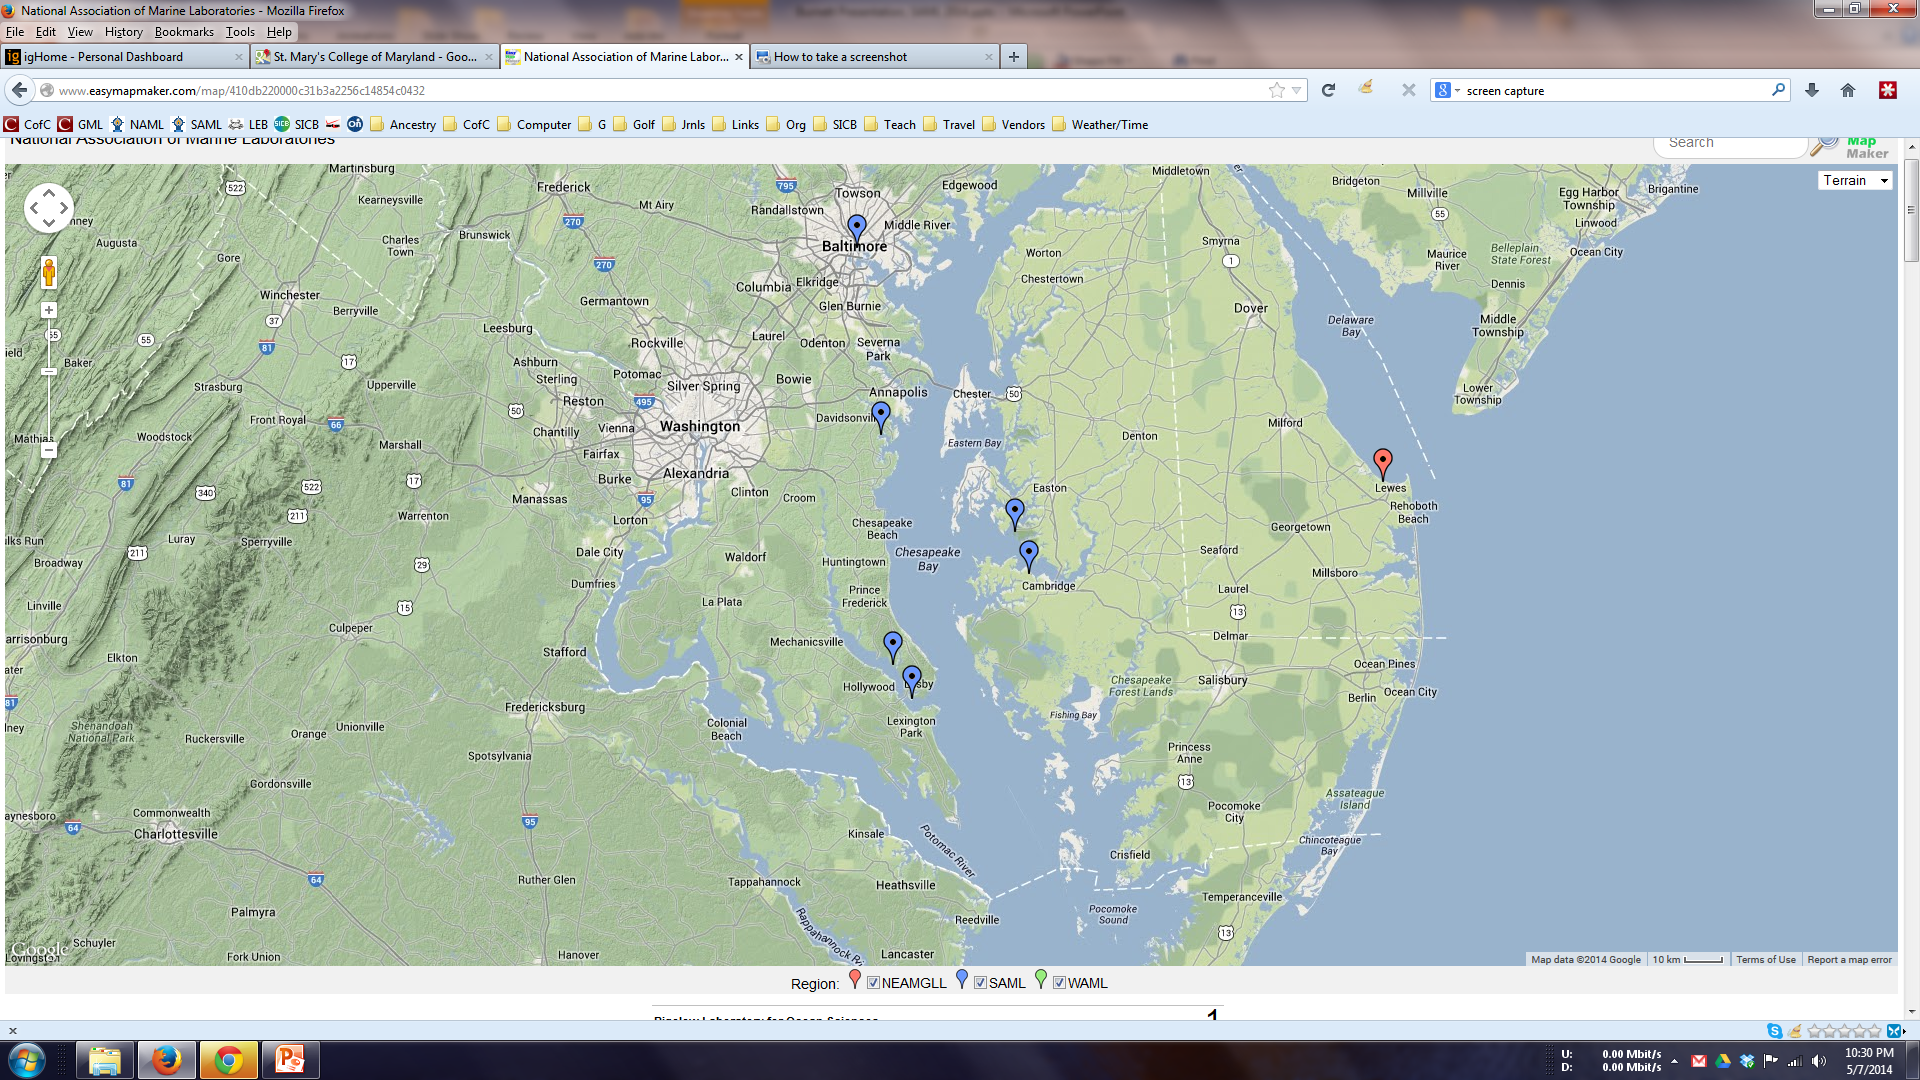 National Association of Marine Laboratories - Mozilla Firefox
File Edit View History Bookmarks Tools Help
igHome - Personal Dashboard
St. Mary's College of Maryland - Goo...
National Association of Marine Labor...
How to take a screenshot
www.easymapmaker.com/map/410db220000c31b3a2256c14854c0432
screen capture
CofC GML NAML SAML LEB SICB Ancestry CofC Computer G Golf Jrnls Links Org SICB Teach Travel Vendors Weather/Time
National Association of Marine Laboratories
Search
Map
Maker
Terrain
Martinsburg
Kearneysville
Augusta
Charles
Town
Gore
Winchester
Berryville
Baker
Strasburg
Upperville
Front Royal
Woodstock
Marshall
Luray
Sperryville
Warrenton
Broadway
Linville
Elkton
Culpeper
Shenandoah
National Park
Ruckersville
Orange
Unionville
Gordonsville
Commonwealth
Charlottesville
Palmyra
Schuyler
Fork Union
Frederick
Mt Airy
Brunswick
Germantown
Leesburg
Ashburn
Sterling
Reston
Chantilly
Vienna
Fairfax
Burke
Manassas
Lorton
Dale City
Dumfries
Stafford
Fredericksburg
Spotsylvania
Ruther Glen
Hanover
Towson
Randallstown
Edgewood
Middle River
Baltimore
Columbia
Elkridge
Glen Burnie
Rockville
Laurel
Odenton
Severna
Park
Potomac
Silver Spring
Bowie
Annapolis
Washington
Alexandria
Clinton
Croom
Waldorf
La Plata
Chesapeake
Beach
Huntingtown
Prince
Frederick
Mechanicsville
Hollywood
Lexington
Park
Colonial
Beach
Kinsale
Potomac River
Tappahannock
Heathsville
Reedville
Lancaster
Middletown
Worton
Chestertown
Smyrna
Dover
Chester
Eastern Bay
Denton
Milford
Easton
Chesapeake
Bay
Cambridge
Lewes
Rehoboth
Beach
Georgetown
Seaford
Millsboro
Laurel
Delmar
Ocean Pines
Salisbury
Chesapeake
Forest Lands
Berlin
Ocean City
Fishing Bay
Princess
Anne
Pocomoke
City
Assateague
Island
Chincoteague
Bay
Crisfield
Temperanceville
Pocomoke
Sound
Bridgeton
Millville
Egg Harbor
Township
Brigantine
Linwood
Maurice
River
Belleplain
State Forest
Ocean City
Dennis
Delaware
Bay
Middle
Township
Lower
Township
Google
Map data ©2014 Google 10 km Terms of Use Report a map error
Region: NEAMGLL SAML WAML
U: 0.00 Mbit/s
D: 0.00 Mbit/s
10:30 PM
5/7/2014